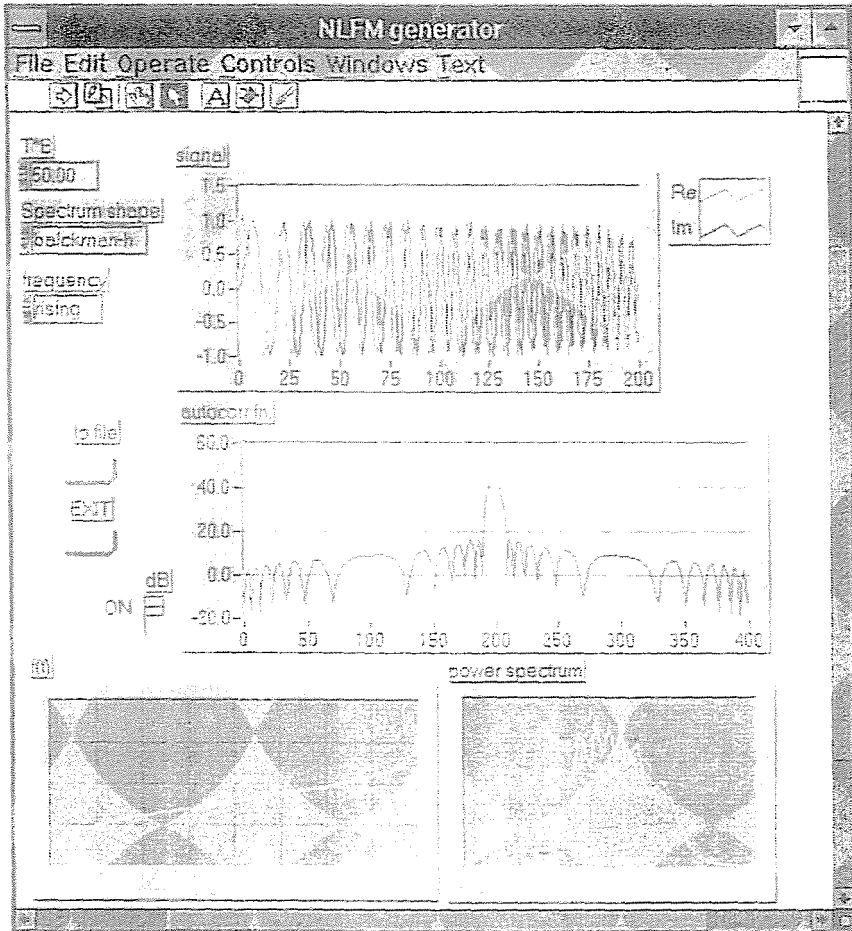 NLFM generator
File Edit Operate Controls Windows Text
A
T*B
50.00
Spectrum shape
balckman-h
frequency
rising
signal
1.5
1.0
0.5
0.0
-0.5
-1.0
0 25 50 75 100 125 150 175 200
Re
Im
to file
EXIT
dB
ON
autocorr.fn.
60.0
40.0
20.0
0.0
-20.0
0 50 100 150 200 250 300 350 400
f(t)
power spectrum